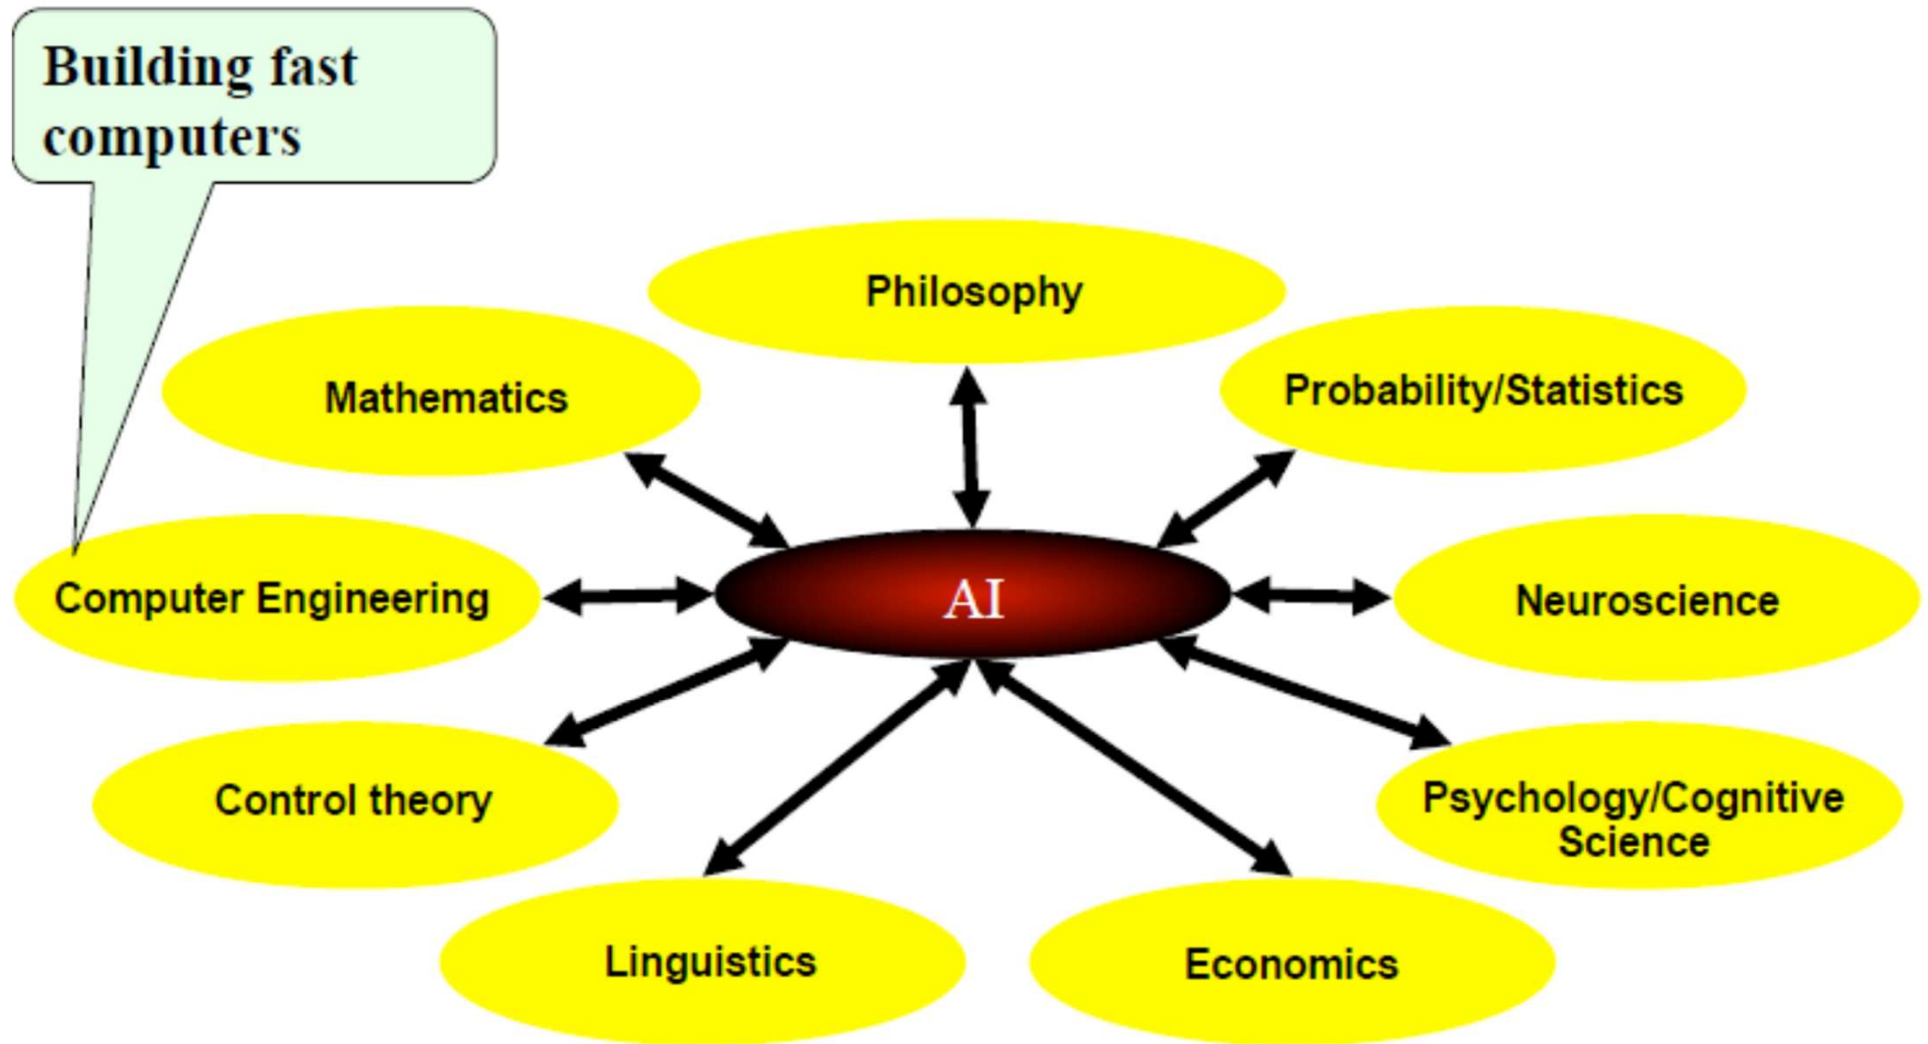 Building fast
computers
Philosophy
Mathematics
Probability/Statistics
Computer Engineering
AI
Neuroscience
Control theory
Psychology/Cognitive
Science
Linguistics
Economics